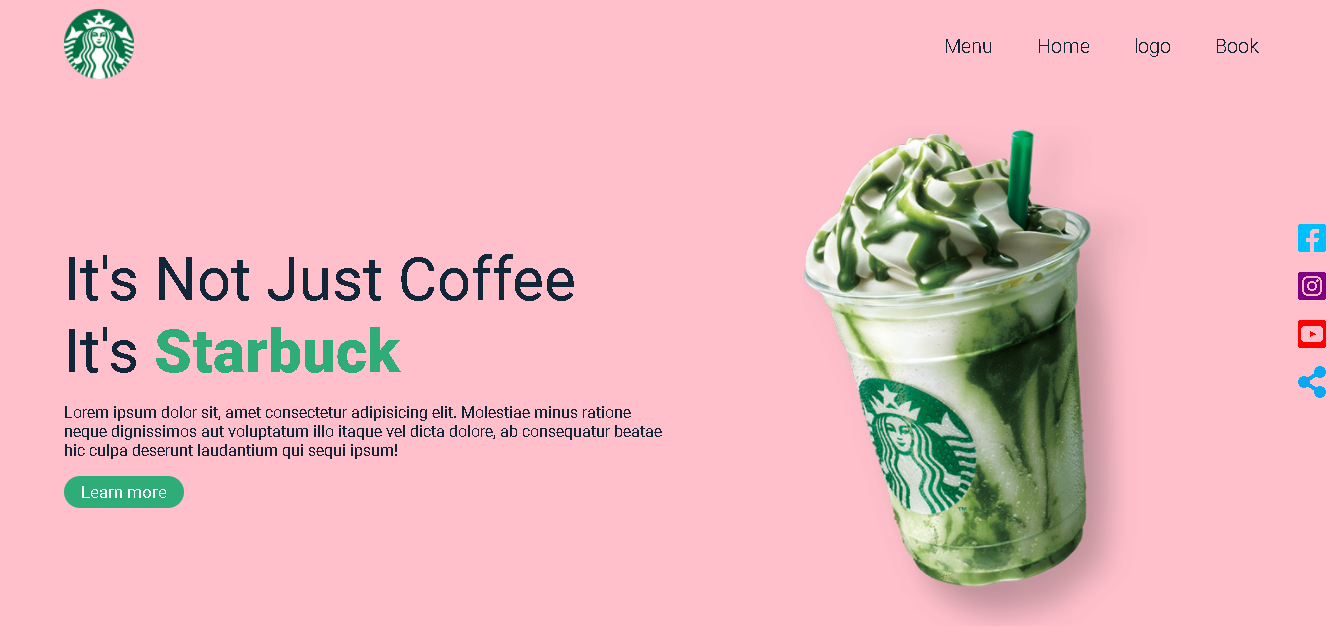 Menu Home logo Book
It's Not Just Coffee
It's Starbuck
Lorem ipsum dolor sit, amet consectetur adipisicing elit. Molestiae minus ratione
neque dignissimos aut voluptatum illo itaque vel dicta dolore, ab consequatur beatae
hic culpa deserunt laudantium qui sequi ipsum!
Learn more
TM